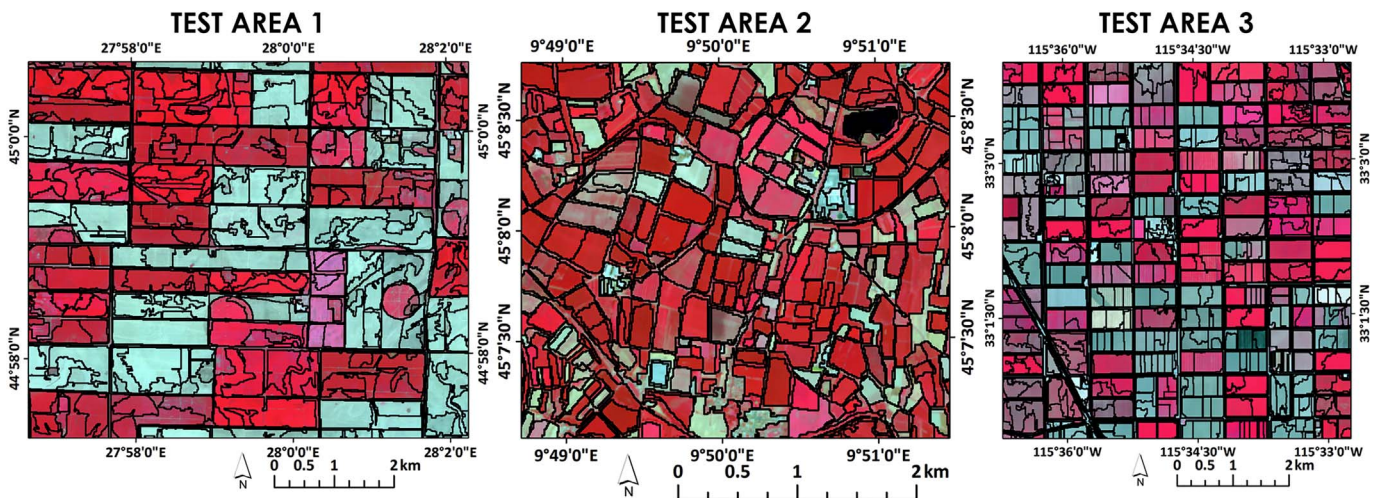 TEST AREA 1
27°58'0"E 28°0'0"E 28°2'0"E
45°0'0"N
44°58'0"N
45°0'0"N
44°58'0"N
27°58'0"E 28°0'0"E 28°2'0"E
N
0 0.5 1 2 km
TEST AREA 2
9°49'0"E 9°50'0"E 9°51'0"E
45°8'30"N
45°8'0"N
45°7'30"N
45°8'30"N
45°8'0"N
45°7'30"N
9°49'0"E 9°50'0"E 9°51'0"E
N
0 0.5 1 2 km
TEST AREA 3
115°36'0"W 115°34'30"W 115°33'0"W
33°3'0"N
33°1'30"N
33°3'0"N
33°1'30"N
115°36'0"W 115°34'30"W 115°33'0"W
N
0 0.5 1 2 km